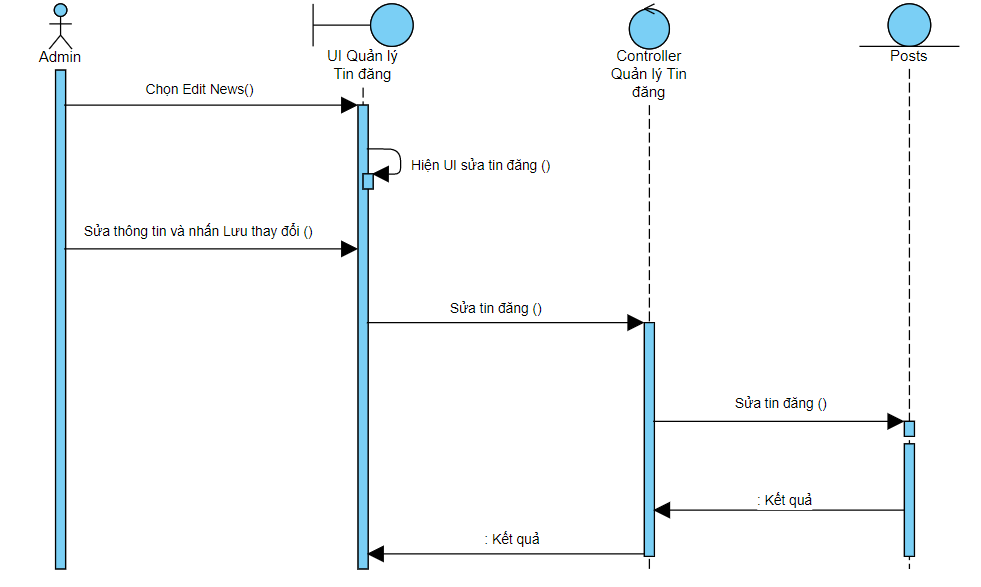 Admin
UI Quản lý
Tin đăng
Controller
Quản lý Tin
đăng
Posts
Chọn Edit News()
Hiện UI sửa tin đăng ()
Sửa thông tin và nhấn Lưu thay đổi ()
Sửa tin đăng ()
Sửa tin đăng ()
: Kết quả
: Kết quả